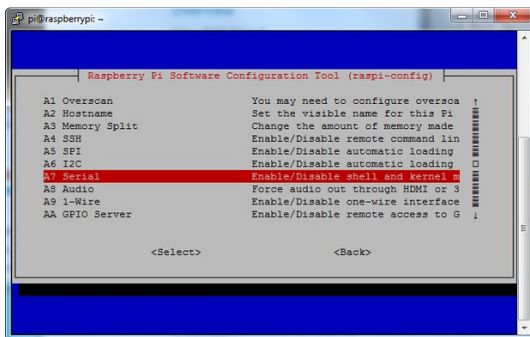 pi@raspberrypi: ~
Raspberry Pi Software Configuration Tool (raspi-config)
A1 Overscan You may need to configure oversca
A2 Hostname Set the visible name for this Pi
A3 Memory Split Change the amount of memory made
A4 SSH Enable/Disable remote command lin
A5 SPI Enable/Disable automatic loading
A6 I2C Enable/Disable automatic loading
A7 Serial Enable/Disable shell and kernel m
A8 Audio Force audio out through HDMI or 3
A9 1-Wire Enable/Disable one-wire interface
AA GPIO Server Enable/Disable remote access to G
<Select> <Back>